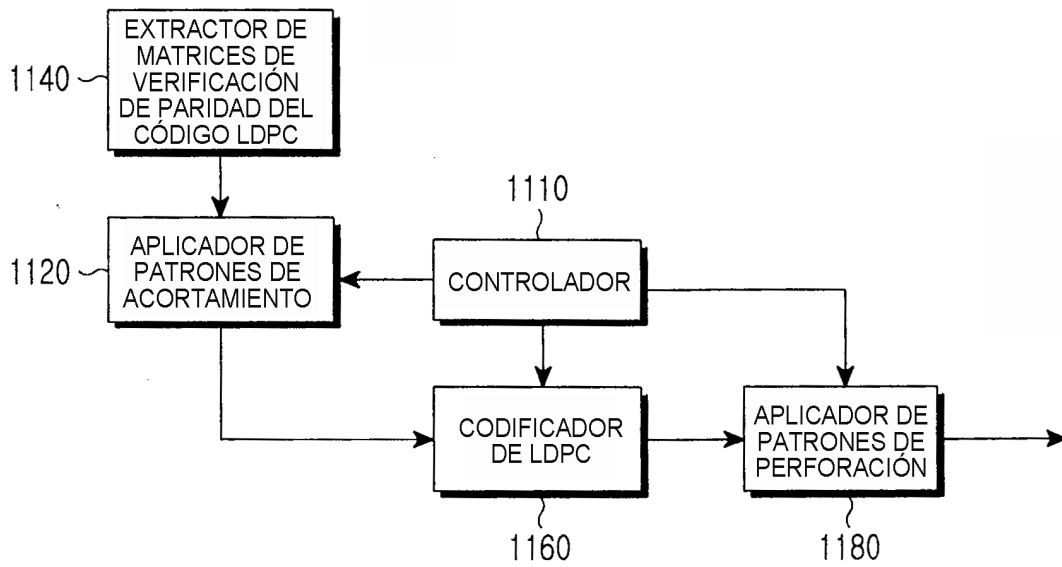 EXTRACTOR DE
MATRICES DE
VERIFICACIÓN
DE PARIDAD DEL
CÓDIGO LDPC
1140
1110
APLICADOR DE
PATRONES DE
ACORTAMIENTO
1120
CONTROLADOR
CODIFICADOR
DE LDPC
1160
APLICADOR DE
PATRONES DE
PERFORACIÓN
1180